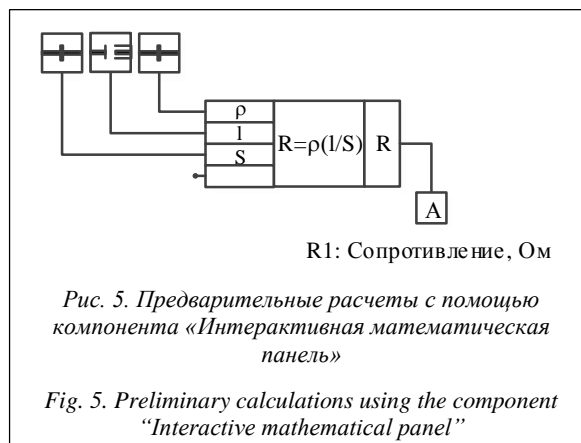 ρ
l
S
R=ρ(l/S)
R
A
R1: Сопротивление, Ом
Рис. 5. Предварительные расчеты с помощью
компонента «Интерактивная математическая
панель»
Fig. 5. Preliminary calculations using the component
“Interactive mathematical panel”